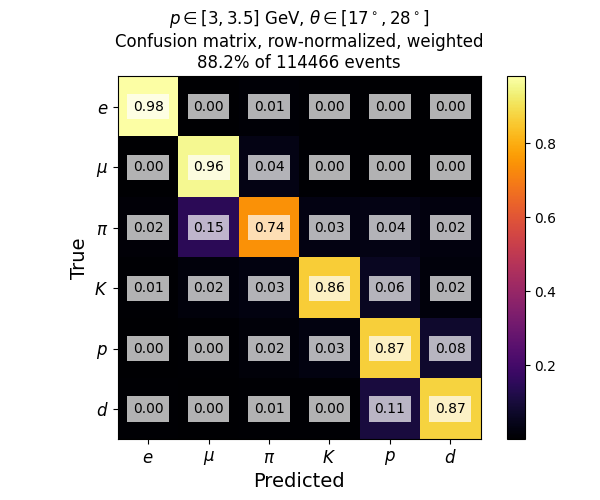 p ∈ [3, 3.5] GeV, θ ∈ [17°, 28°]
Confusion matrix, row-normalized, weighted
88.2% of 114466 events
e 0.98 0.00 0.01 0.00 0.00 0.00
μ 0.00 0.96 0.04 0.00 0.00 0.00
π 0.02 0.15 0.74 0.03 0.04 0.02
K 0.01 0.02 0.03 0.86 0.06 0.02
p 0.00 0.00 0.02 0.03 0.87 0.08
d 0.00 0.00 0.01 0.00 0.11 0.87
e μ π K p d
True
Predicted
0.8
0.6
0.4
0.2